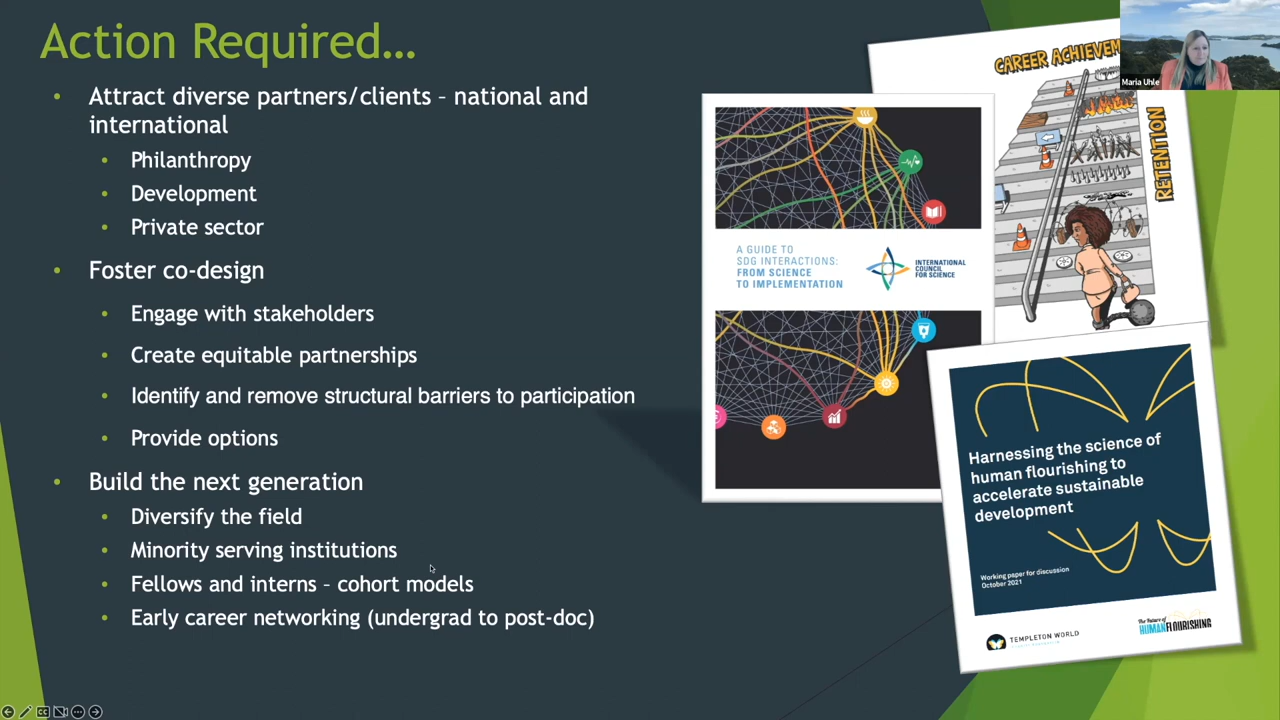 Action Required…
• Attract diverse partners/clients – national and
international
• Philanthropy
• Development
• Private sector
• Foster co-design
• Engage with stakeholders
• Create equitable partnerships
• Identify and remove structural barriers to participation
• Provide options
• Build the next generation
• Diversify the field
• Minority serving institutions
• Fellows and interns – cohort models
• Early career networking (undergrad to post-doc)
Maria Uhle
CAREER ACHIEVEM
RETENTION
A GUIDE TO
SDG INTERACTIONS:
FROM SCIENCE
TO IMPLEMENTATION
INTERNATIONAL
COUNCIL
FOR SCIENCE
Harnessing the science of
human flourishing to
accelerate sustainable
development
Working paper for discussion
October 2021
TEMPLETON WORLD
The Future of
HUMAN FLOURISHING
CC